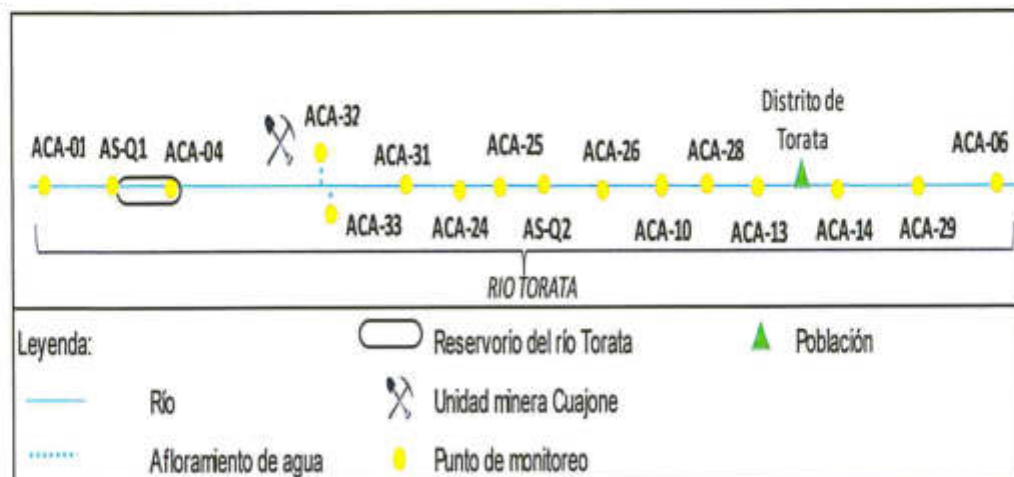 Distrito de
Torata
ACA-01 AS-Q1 ACA-04 ACA-32 ACA-31 ACA-25 ACA-26 ACA-28 ACA-06
ACA-33 ACA-24 AS-Q2 ACA-10 ACA-13 ACA-14 ACA-29
RIO TORATA
Leyenda:
Reservorio del río Torata
Población
Río
Unidad minera Cuajone
Afloramiento de agua
Punto de monitoreo